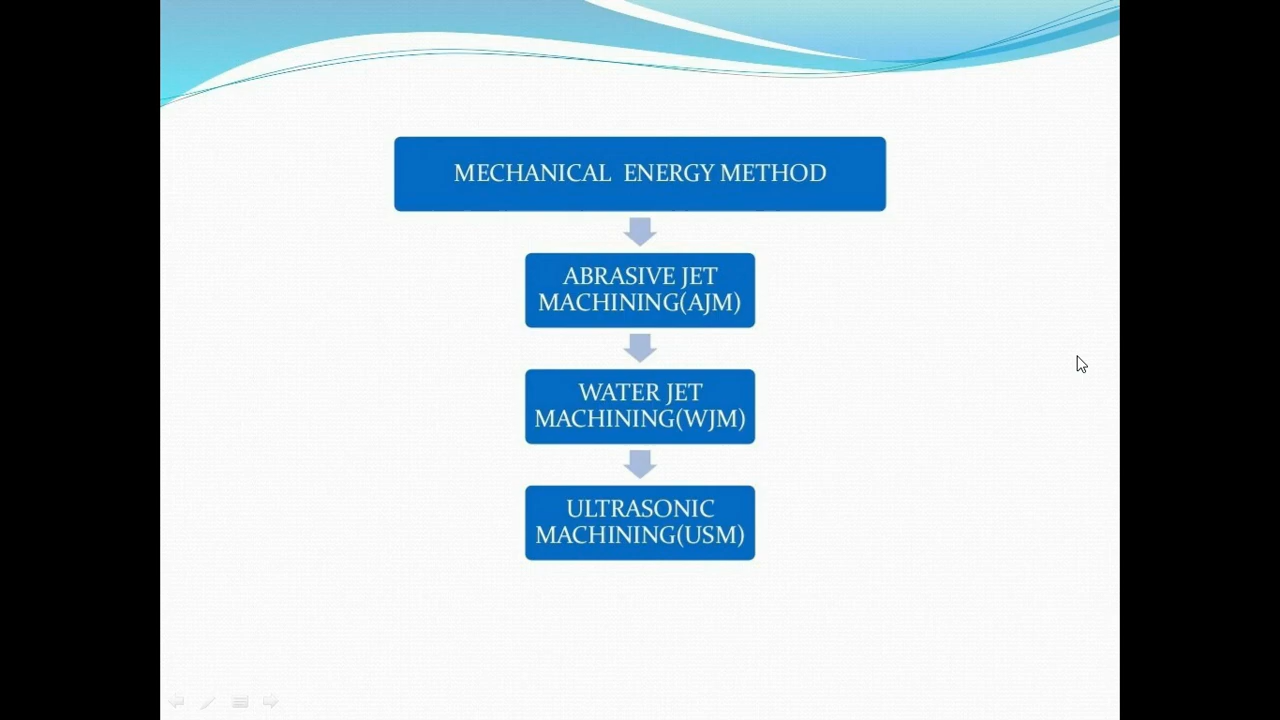 MECHANICAL ENERGY METHOD
ABRASIVE JET
MACHINING(AJM)
WATER JET
MACHINING(WJM)
ULTRASONIC
MACHINING(USM)